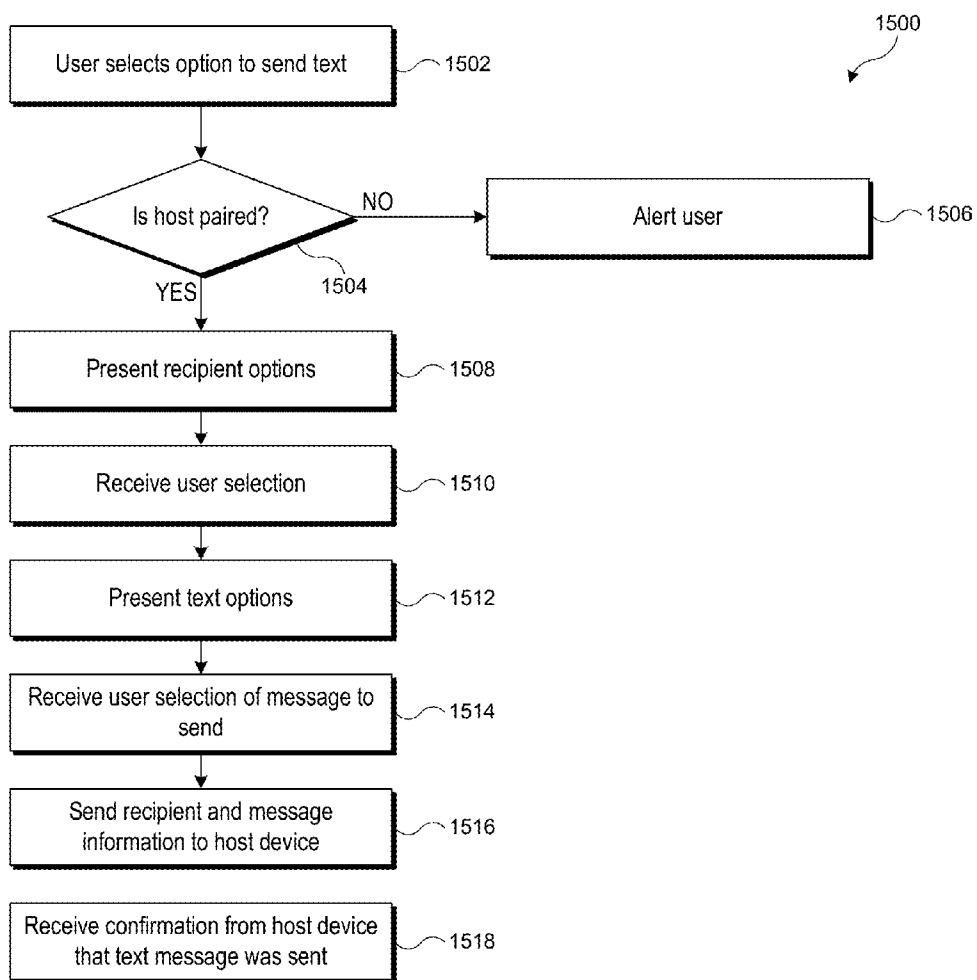 1500
User selects option to send text
1502
Is host paired?
NO
Alert user
1506
1504
YES
Present recipient options
1508
Receive user selection
1510
Present text options
1512
Receive user selection of message to
send
1514
Send recipient and message
information to host device
1516
Receive confirmation from host device
that text message was sent
1518